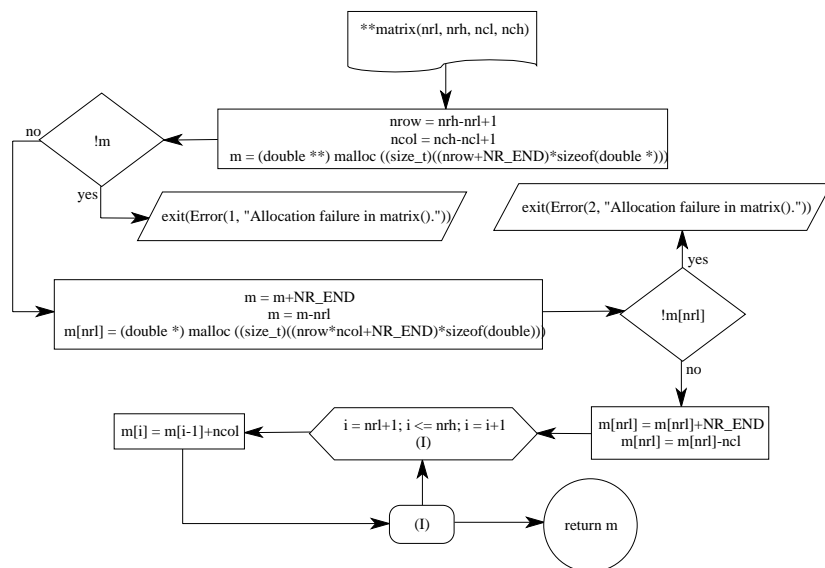 **matrix(nrl, nrh, ncl, nch)
nrow = nrh-nrl+1
ncol = nch-ncl+1
m = (double **) malloc ((size_t)((nrow+NR_END)*sizeof(double *)))
!m
no
yes
exit(Error(1, "Allocation failure in matrix()."))
exit(Error(2, "Allocation failure in matrix()."))
yes
m = m+NR_END
m = m-nrl
m[nrl] = (double *) malloc ((size_t)((nrow*ncol+NR_END)*sizeof(double)))
!m[nrl]
no
m[nrl] = m[nrl]+NR_END
m[nrl] = m[nrl]-ncl
i = nrl+1; i <= nrh; i = i+1
(I)
m[i] = m[i-1]+ncol
(I)
return m